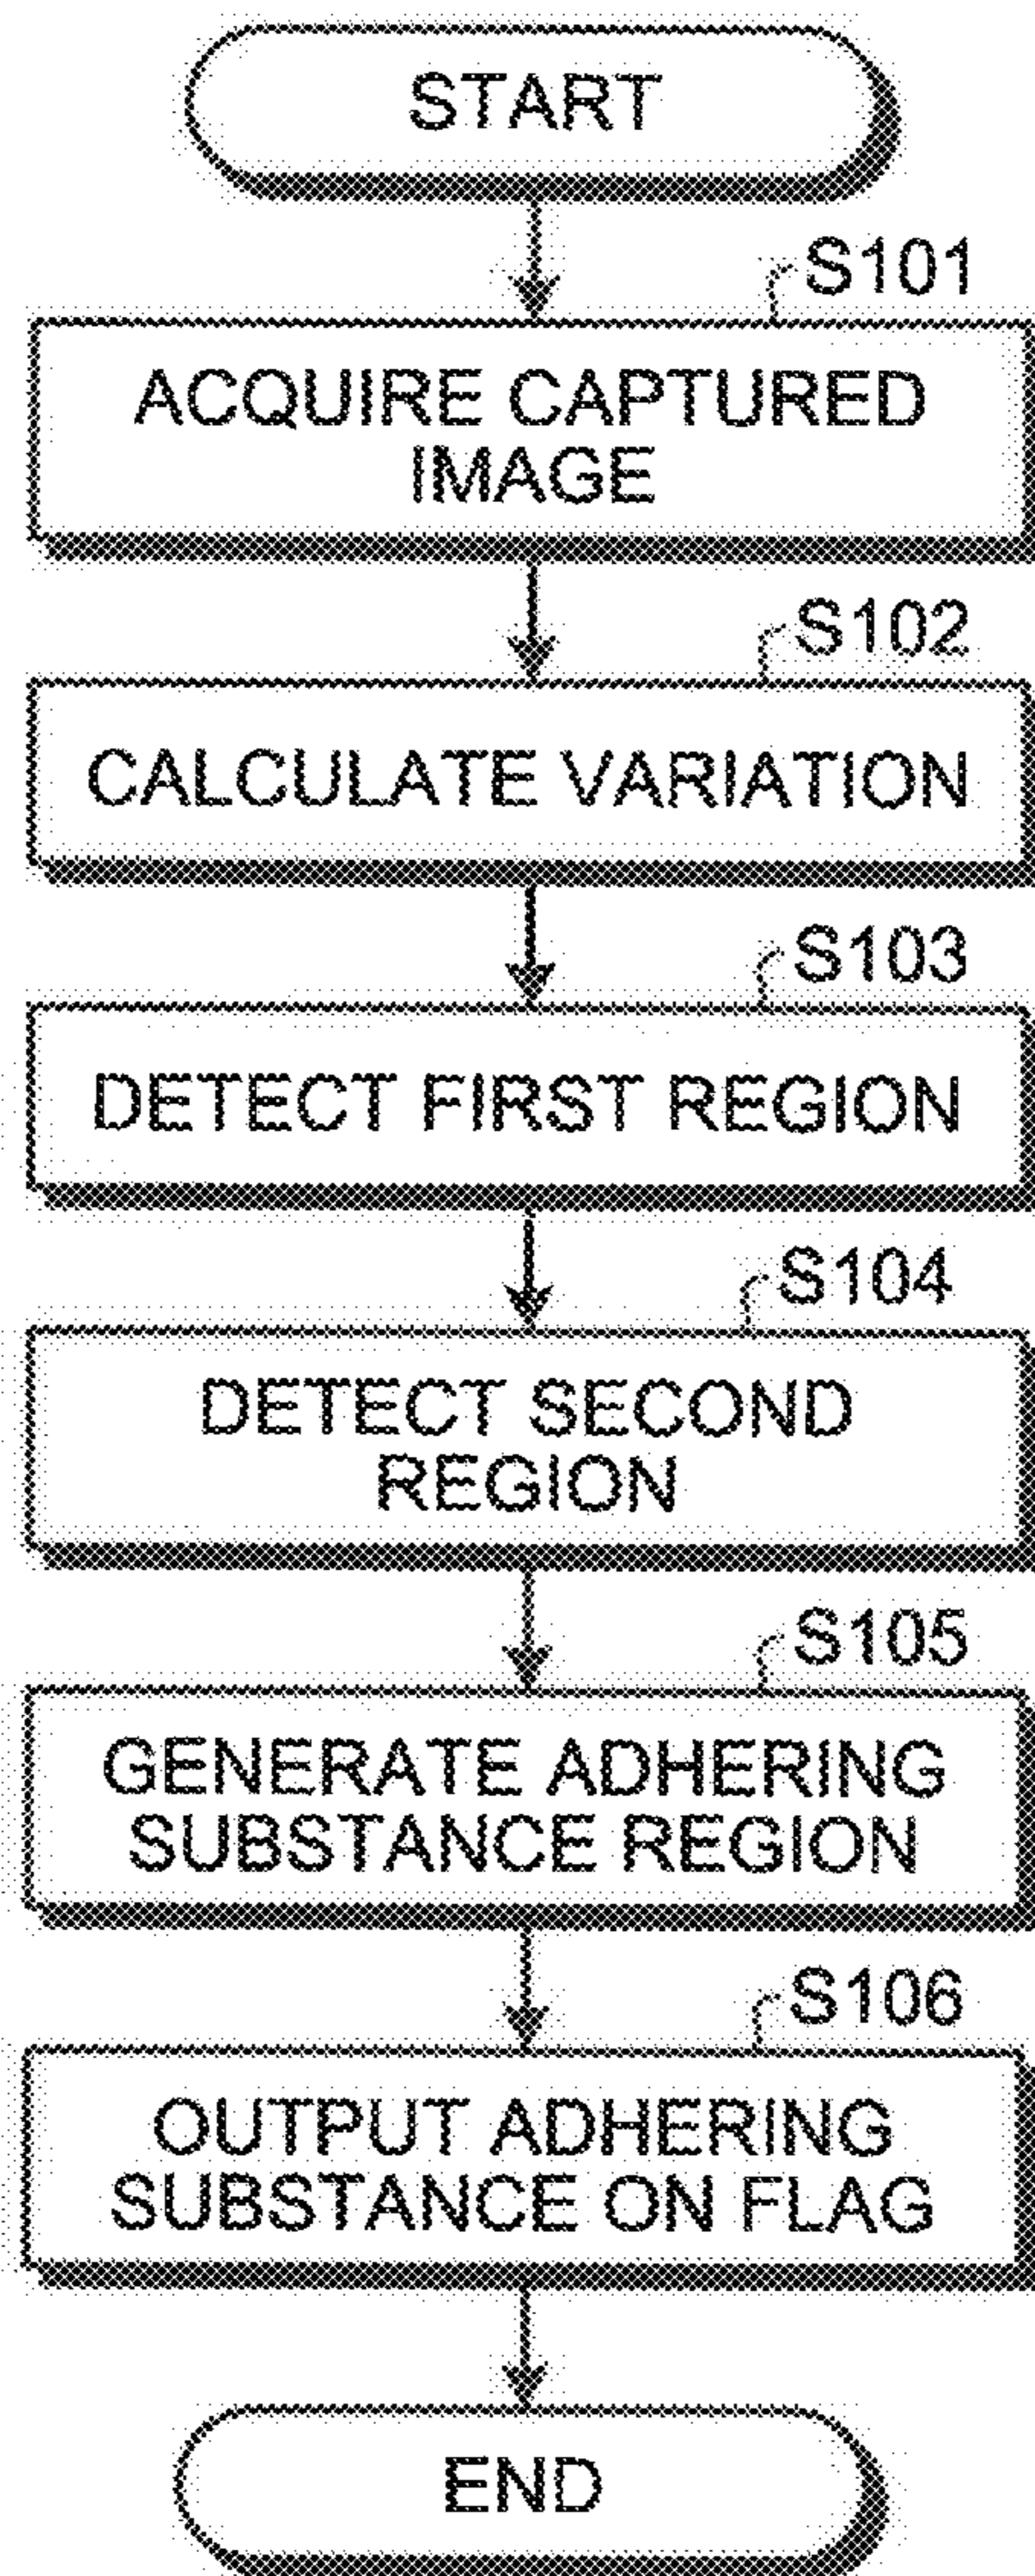 START
S101
ACQUIRE CAPTURED
IMAGE
S102
CALCULATE VARIATION
S103
DETECT FIRST REGION
S104
DETECT SECOND
REGION
S105
GENERATE ADHERING
SUBSTANCE REGION
S106
OUTPUT ADHERING
SUBSTANCE ON FLAG
END